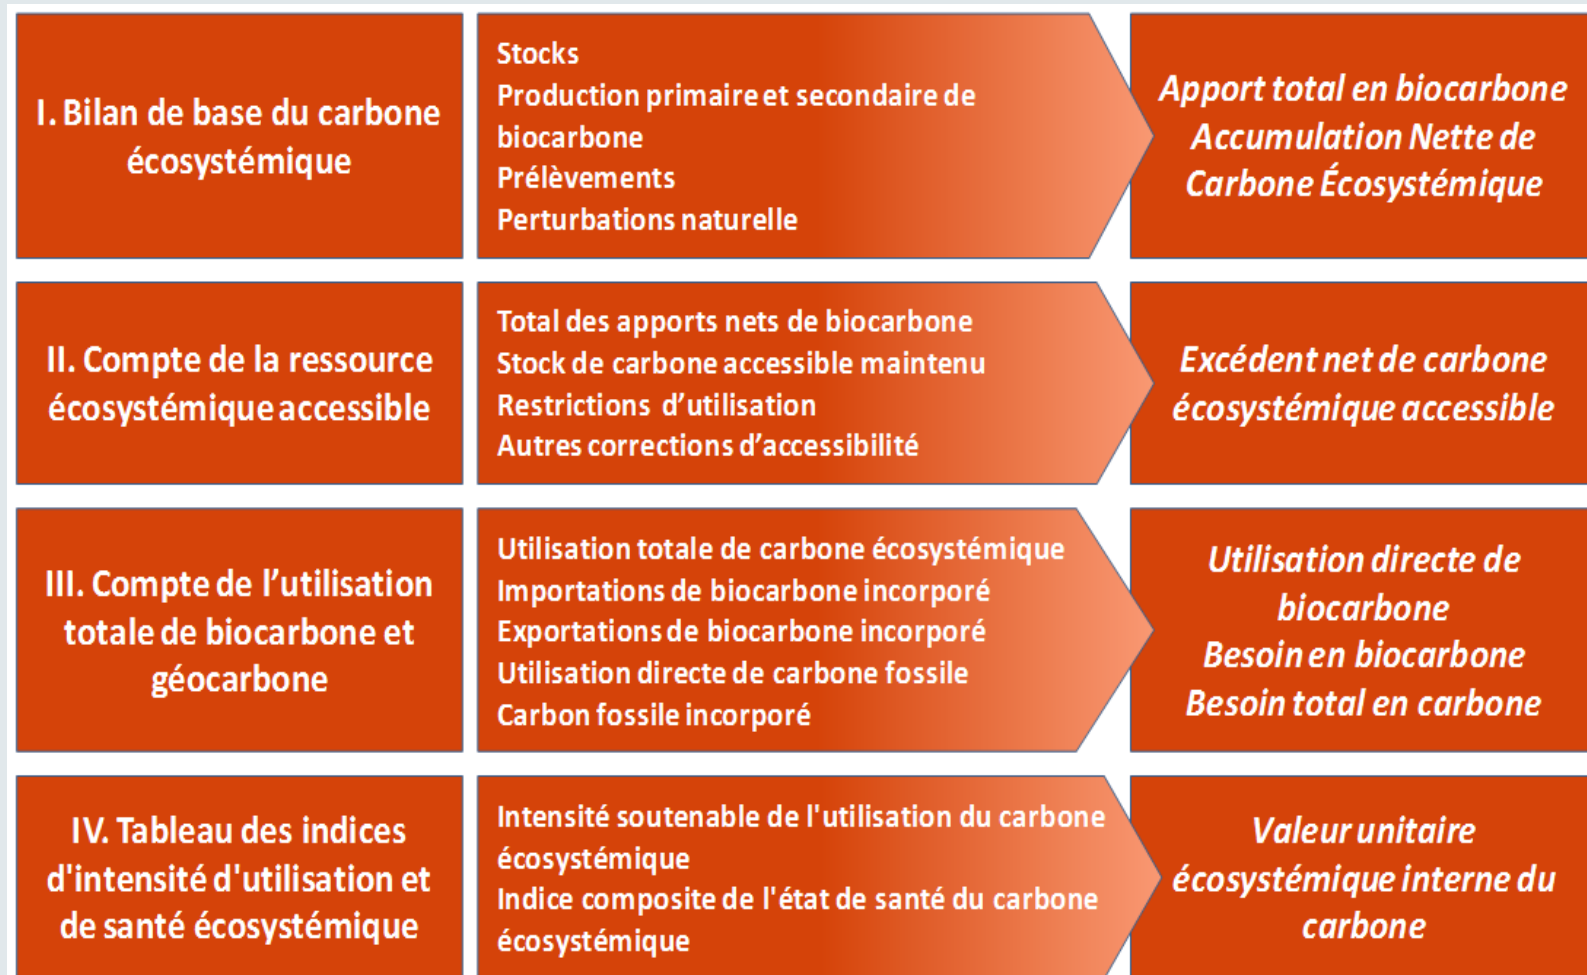 I. Bilan de base du carbone
écosystémique
Stocks
Production primaire et secondaire de
biocarbone
Prélèvements
Perturbations naturelle
Apport total en biocarbone
Accumulation Nette de
Carbone Écosystémique
II. Compte de la ressource
écosystémique accessible
Total des apports nets de biocarbone
Stock de carbone accessible maintenu
Restrictions d’utilisation
Autres corrections d’accessibilité
Excédent net de carbone
écosystémique accessible
III. Compte de l’utilisation
totale de biocarbone et
géocarbone
Utilisation totale de carbone écosystémique
Importations de biocarbone incorporé
Exportations de biocarbone incorporé
Utilisation directe de carbone fossile
Carbon fossile incorporé
Utilisation directe de
biocarbone
Besoin en biocarbone
Besoin total en carbone
IV. Tableau des indices
d'intensité d'utilisation et
de santé écosystémique
Intensité soutenable de l'utilisation du carbone
écosystémique
Indice composite de l'état de santé du carbone
écosystémique
Valeur unitaire
écosystémique interne du
carbone